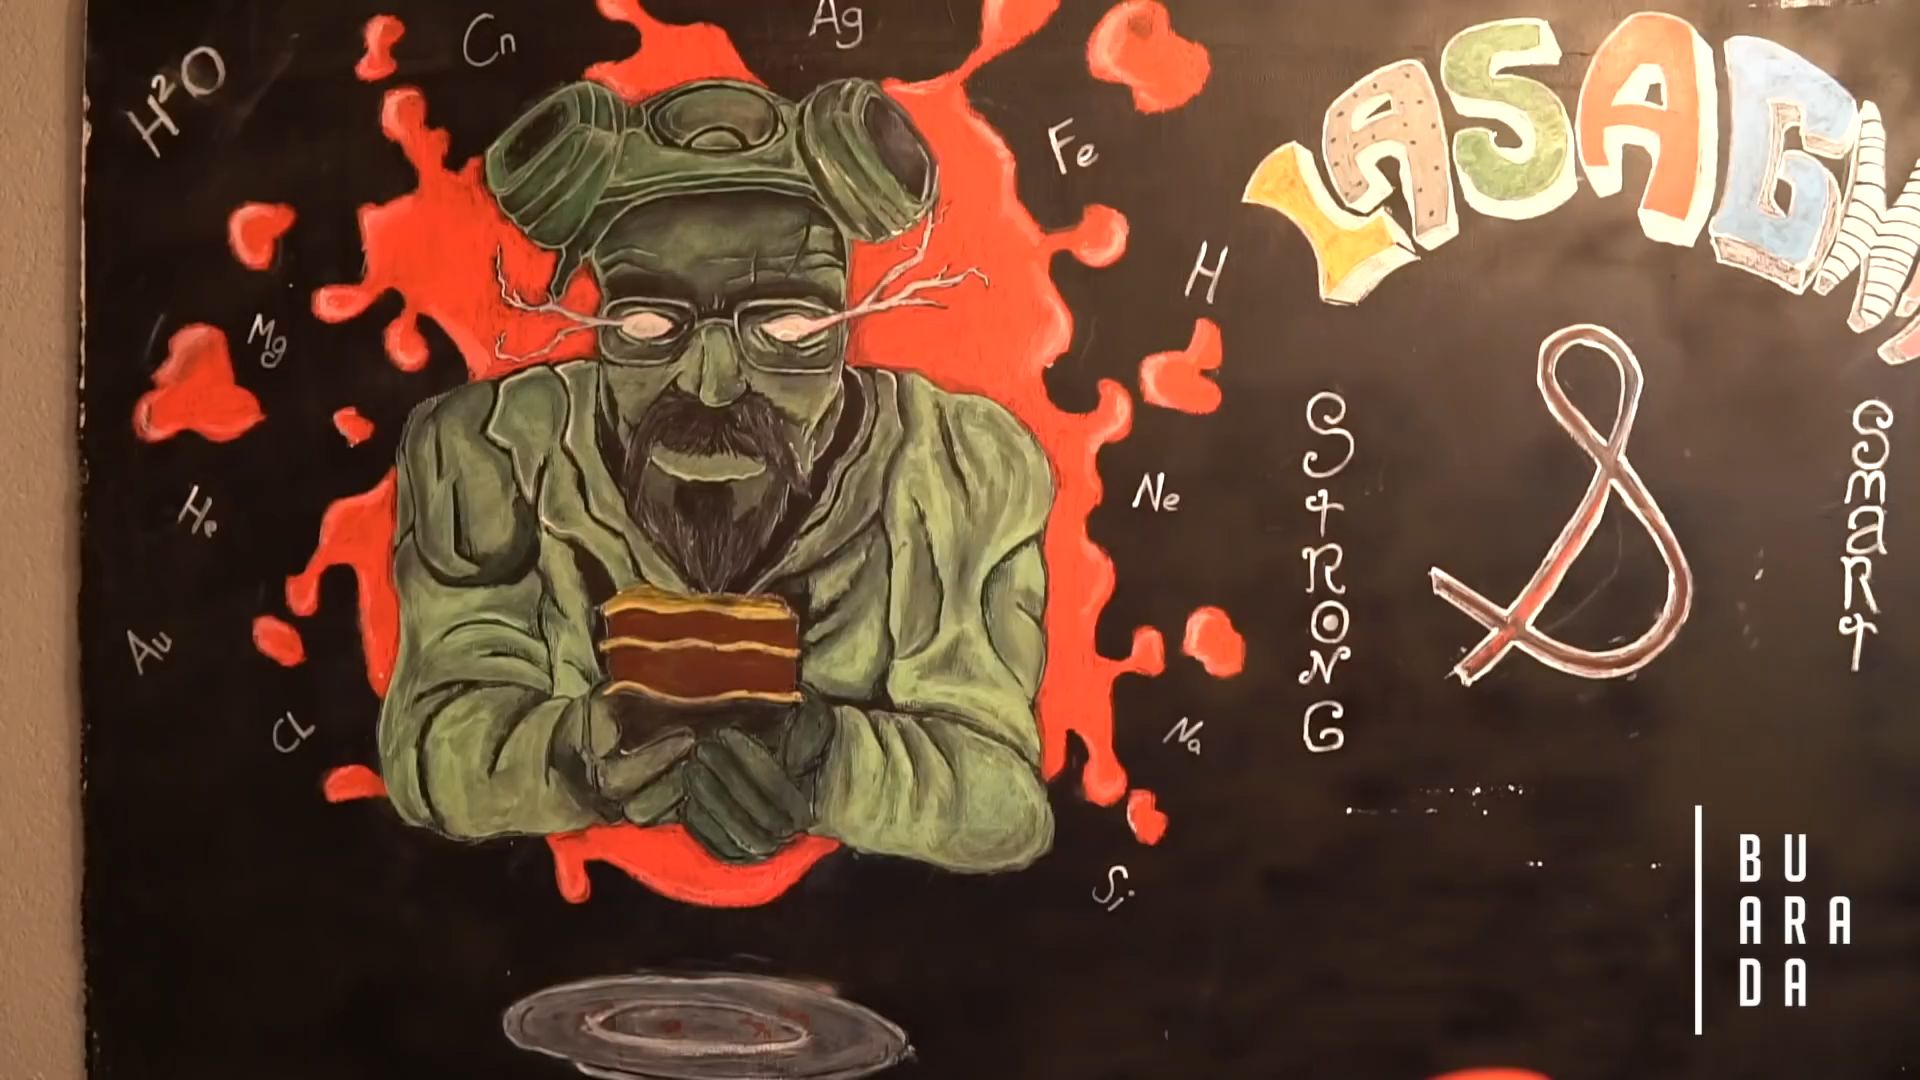 H²O
Cn
Ag
Fe
H
Mg
He
Ne
Au
Cl
Na
Si
LASAGN
STRONG
&
SMART
BU
ARA
DA